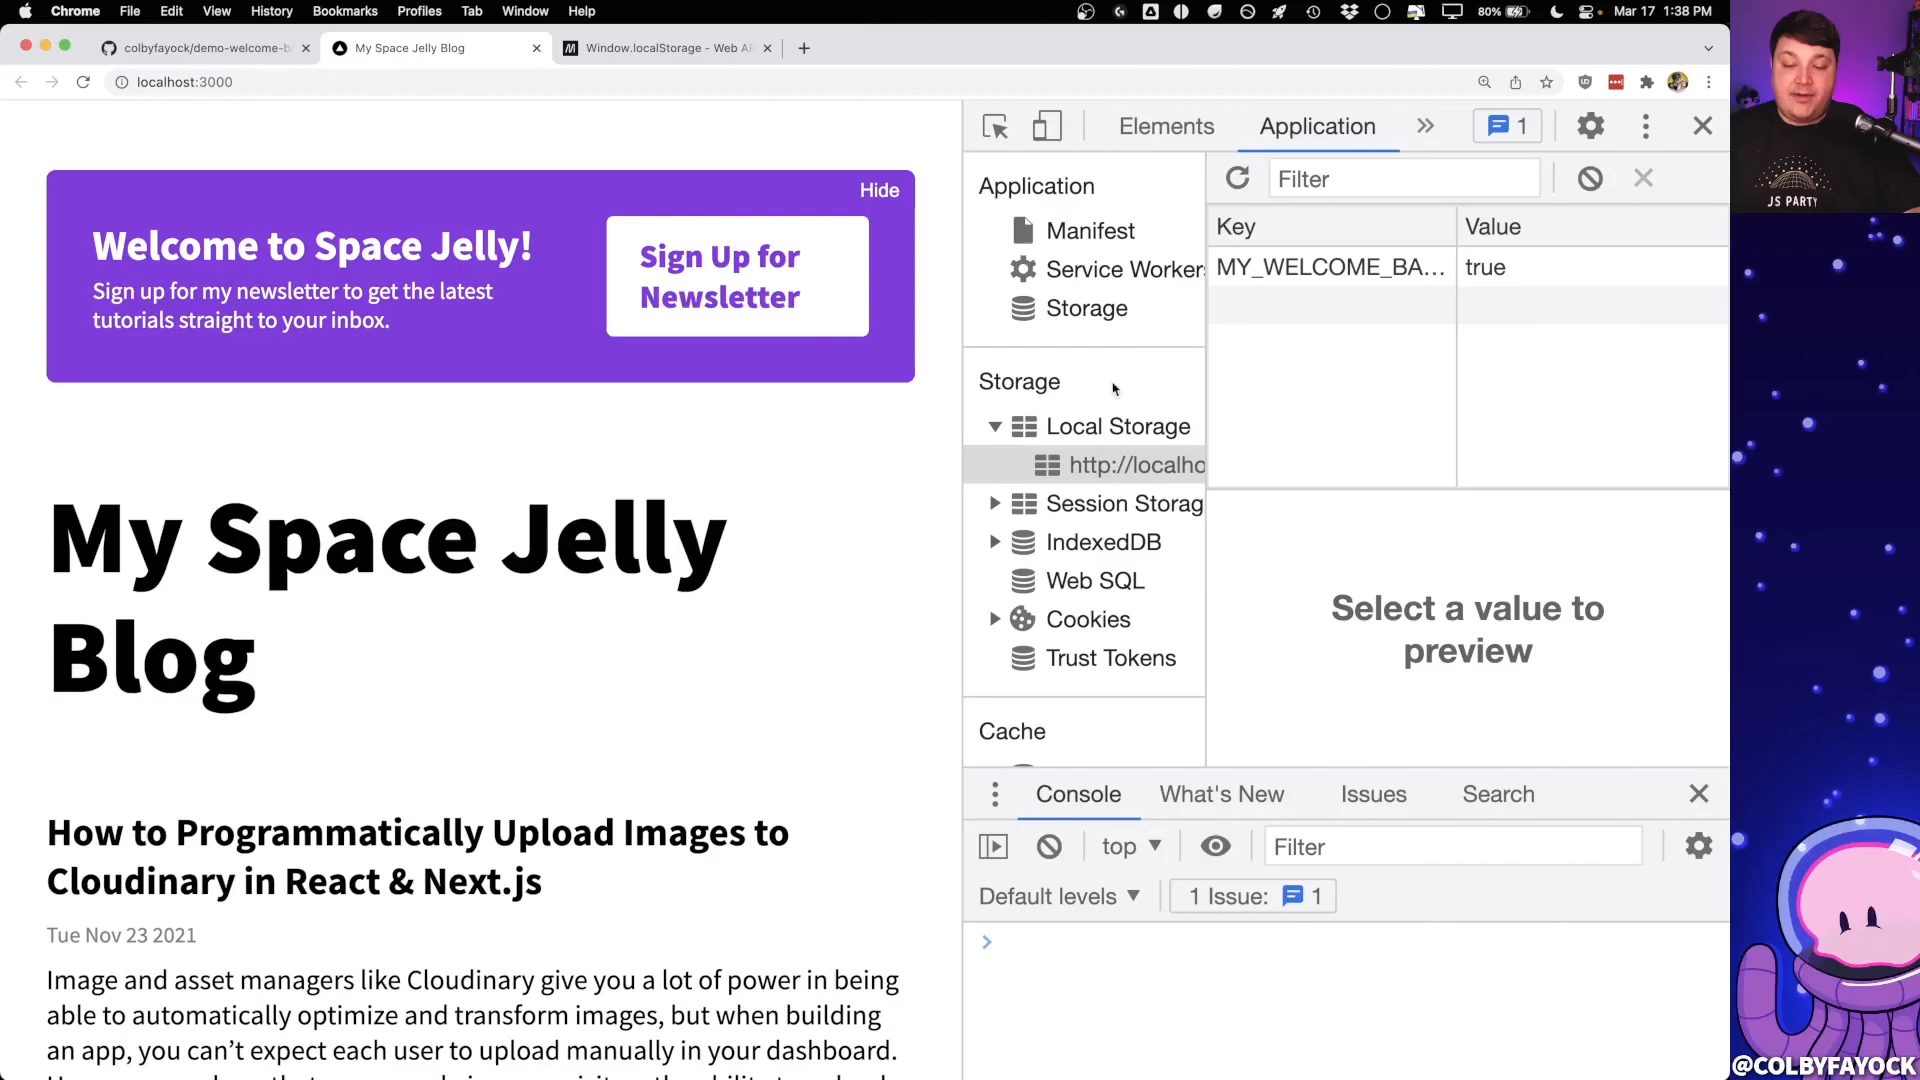 Chrome File Edit View History Bookmarks Profiles Tab Window Help
80% Mar 17 1:38 PM
colbyfayock/demo-welcome-b
My Space Jelly Blog
Window.localStorage - Web AP
localhost:3000
Hide
Welcome to Space Jelly!
Sign up for my newsletter to get the latest
tutorials straight to your inbox.
Sign Up for
Newsletter
My Space Jelly
Blog
How to Programmatically Upload Images to
Cloudinary in React & Next.js
Tue Nov 23 2021
Image and asset managers like Cloudinary give you a lot of power in being
able to automatically optimize and transform images, but when building
an app, you can’t expect each user to upload manually in your dashboard.
Elements Application 1
Application
Manifest
Service Worker
Storage
Storage
Local Storage
http://localho
Session Storag
IndexedDB
Web SQL
Cookies
Trust Tokens
Cache
Filter
Key Value
MY_WELCOME_BA... true
Select a value to
preview
Console What's New Issues Search
top Filter
Default levels 1 Issue: 1
JS PARTY
@COLBYFAYOCK